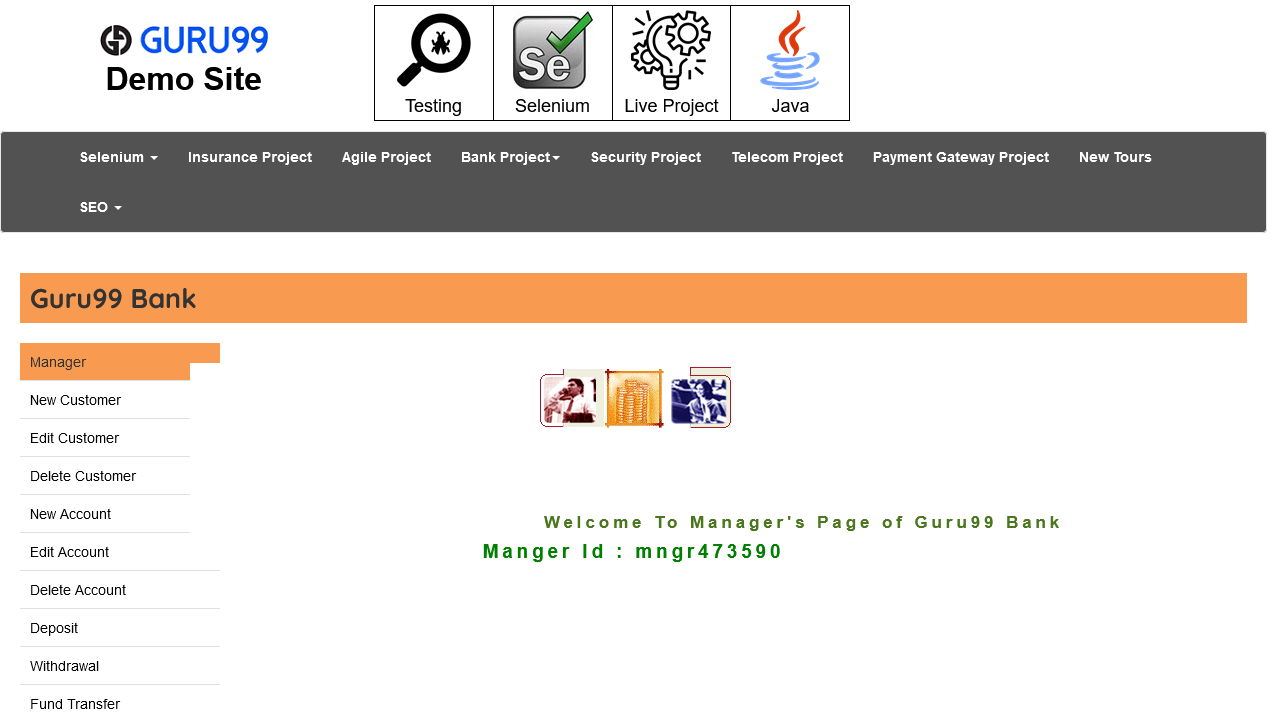 GURU99
Demo Site
Se
Testing
Selenium
Live Project
Java
Selenium
Insurance Project
Agile Project
Bank Project
Security Project
Telecom Project
Payment Gateway Project
New Tours
SEO
Guru99 Bank
Manager
New Customer
Edit Customer
Delete Customer
New Account
Edit Account
Delete Account
Deposit
Withdrawal
Fund Transfer
Welcome To Manager's Page of Guru99 Bank
Manger Id : mngr473590